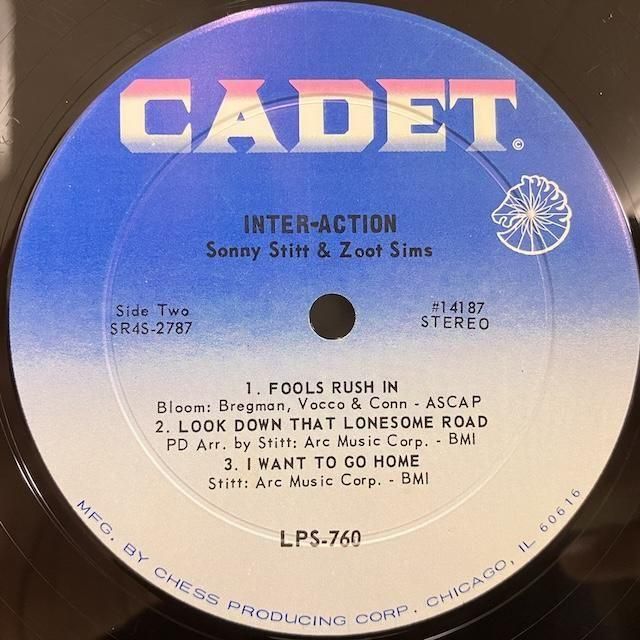 CADET
©
INTER-ACTION
Sonny Stitt & Zoot Sims
Side Two
SR4S-2787
#14187
STEREO
1. FOOLS RUSH IN
Bloom: Bregman, Vocco & Conn - ASCAP
2. LOOK DOWN THAT LONESOME ROAD
PD Arr. by Stitt: Arc Music Corp. - BMI
3. I WANT TO GO HOME
Stitt: Arc Music Corp. - BMI
LPS-760
MFG. BY CHESS PRODUCING CORP. CHICAGO, IL 60616